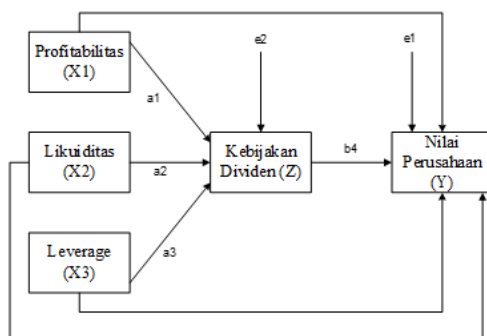 Profitabilitas
(X1)
e2
e1
a1
Likuiditas
(X2)
a2
Kebijakan
Dividen (Z)
b4
Nilai
Perusahaan
(Y)
a3
Leverage
(X3)